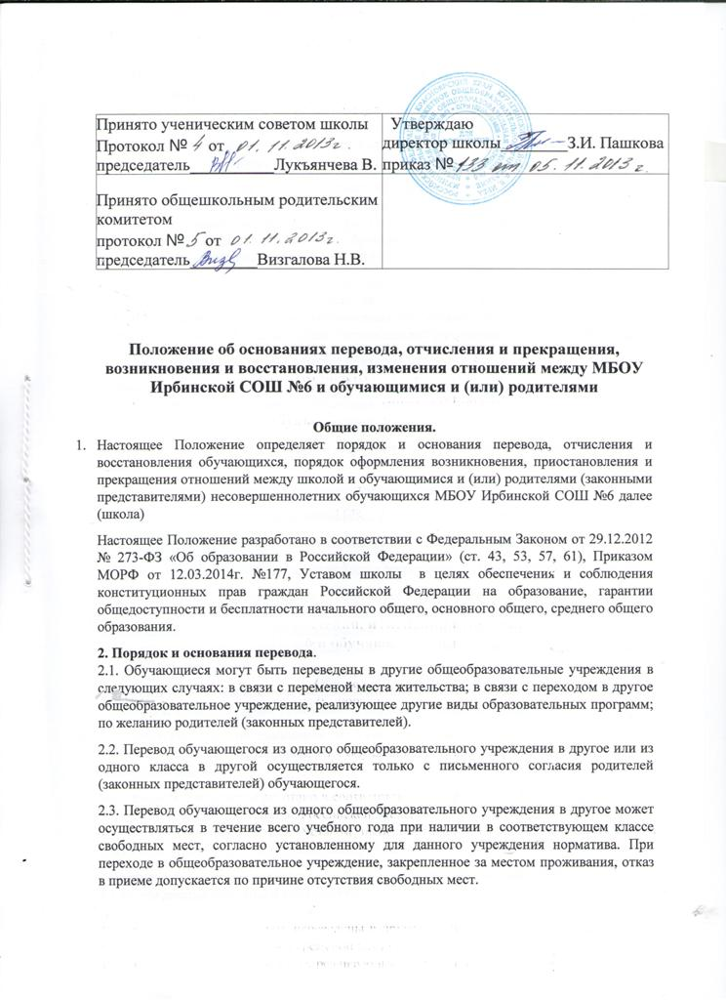 Принято ученическим советом школы
Протокол № 4 от 01.11.2013г.
председатель__________Лукъянчева В.
Утверждаю
директор школы ________З.И. Пашкова
приказ № 133 от 05.11.2013 г.
Принято общешкольным родительским
комитетом
протокол № 5 от 01.11.2013г.
председатель________Визгалова Н.В.
Положение об основаниях перевода, отчисления и прекращения,
возникновения и восстановления, изменения отношений между МБОУ
Ирбинской СОШ №6 и обучающимися и (или) родителями
Общие положения.
1. Настоящее Положение определяет порядок и основания перевода, отчисления и
восстановления обучающихся, порядок оформления возникновения, приостановления и
прекращения отношений между школой и обучающимися и (или) родителями (законными
представителями) несовершеннолетних обучающихся МБОУ Ирбинской СОШ №6 далее
(школа)
Настоящее Положение разработано в соответствии с Федеральным Законом от 29.12.2012
№ 273-ФЗ «Об образовании в Российской Федерации» (ст. 43, 53, 57, 61), Приказом
МОРФ от 12.03.2014г. №177, Уставом школы в целях обеспечения и соблюдения
конституционных прав граждан Российской Федерации на образование, гарантии
общедоступности и бесплатности начального общего, основного общего, среднего общего
образования.
2. Порядок и основания перевода.
2.1. Обучающиеся могут быть переведены в другие общеобразовательные учреждения в
следующих случаях: в связи с переменой места жительства; в связи с переходом в другое
общеобразовательное учреждение, реализующее другие виды образовательных программ;
по желанию родителей (законных представителей).
2.2. Перевод обучающегося из одного общеобразовательного учреждения в другое или из
одного класса в другой осуществляется только с письменного согласия родителей
(законных представителей) обучающегося.
2.3. Перевод обучающегося из одного общеобразовательного учреждения в другое может
осуществляться в течение всего учебного года при наличии в соответствующем классе
свободных мест, согласно установленному для данного учреждения норматива. При
переходе в общеобразовательное учреждение, закрепленное за местом проживания, отказ
в приеме допускается по причине отсутствия свободных мест.